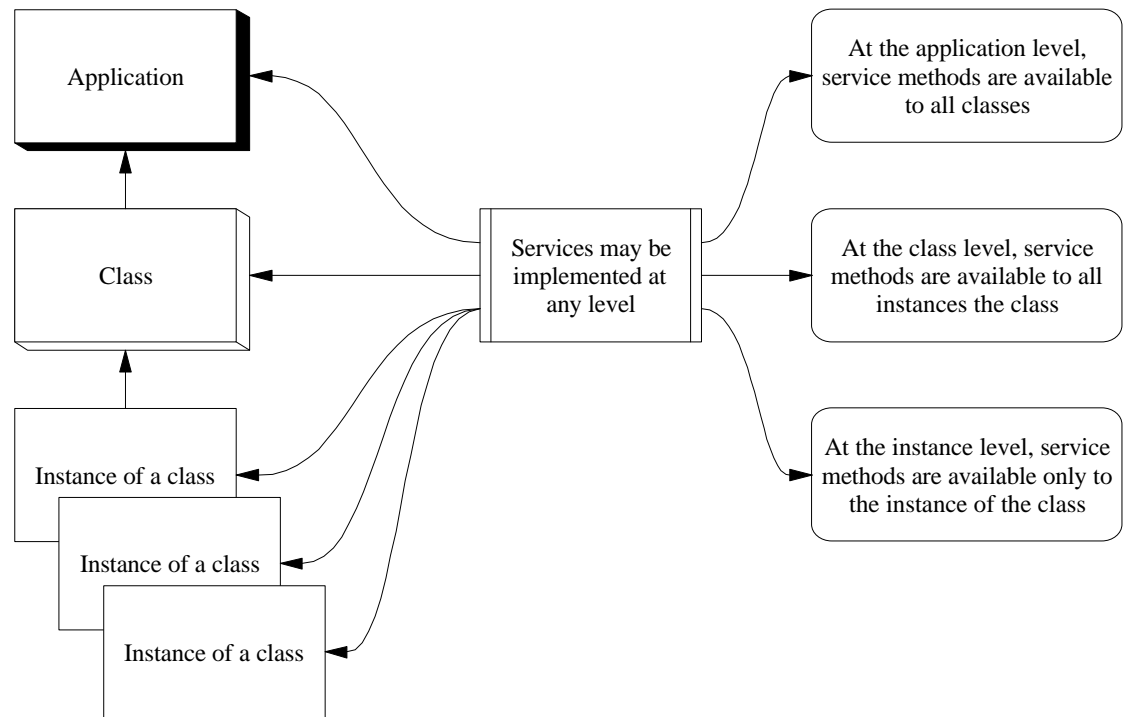 Application
At the application level,
service methods are available
to all classes
Class
Services may be
implemented at
any level
At the class level, service
methods are available to all
instances the class
Instance of a class
Instance of a class
Instance of a class
At the instance level, service
methods are available only to
the instance of the class